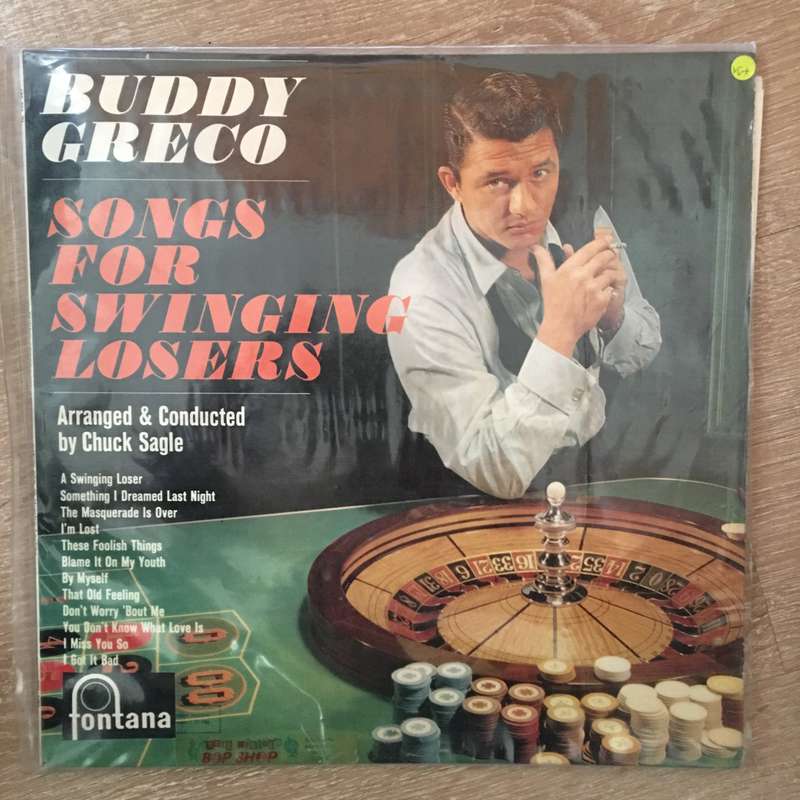 BUDDY
GRECO
SONGS
FOR
SWINGING
LOSERS
Arranged & Conducted
by Chuck Sagle
A Swinging Loser
Something I Dreamed Last Night
The Masquerade Is Over
I'm Lost
These Foolish Things
Blame It On My Youth
By Myself
That Old Feeling
Don't Worry 'Bout Me
You Don't Know What Love Is
I Miss You So
I Got It Bad
fontana
BOP SHOP